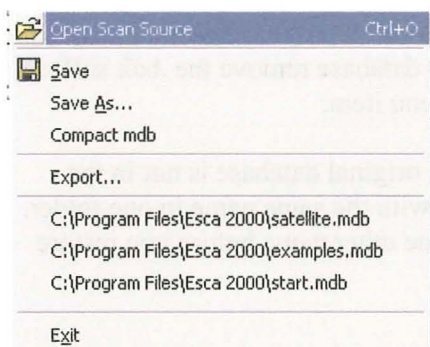 Open Scan Source Ctrl+O
Save
Save As...
Compact mdb
Export...
C:\Program Files\Esca 2000\satellite.mdb
C:\Program Files\Esca 2000\examples.mdb
C:\Program Files\Esca 2000\start.mdb
Exit